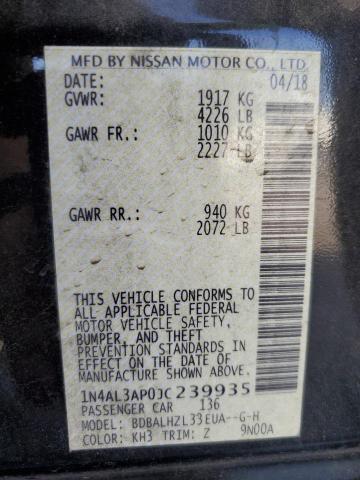 MFD BY NISSAN MOTOR CO., LTD.
DATE: 04/18
GVWR: 1917 KG
4226 LB
GAWR FR.: 1010 KG
2227 LB
GAWR RR.: 940 KG
2072 LB
THIS VEHICLE CONFORMS TO
ALL APPLICABLE FEDERAL
MOTOR VEHICLE SAFETY,
BUMPER, AND THEFT
PREVENTION STANDARDS IN
EFFECT ON THE DATE OF
MANUFACTURE SHOWN ABOVE.
1N4AL3AP0JC239935
PASSENGER CAR 136
MODEL: BDBALHZL33EUA--G-H
COLOR: KH3 TRIM: Z 9N00A